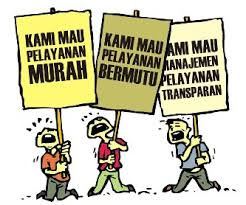 KAMI MAU
PELAYANAN
MURAH
KAMI MAU
PELAYANAN
BERMUTU
KAMI MAU
MANAJEMEN
PELAYANAN
TRANSPARAN